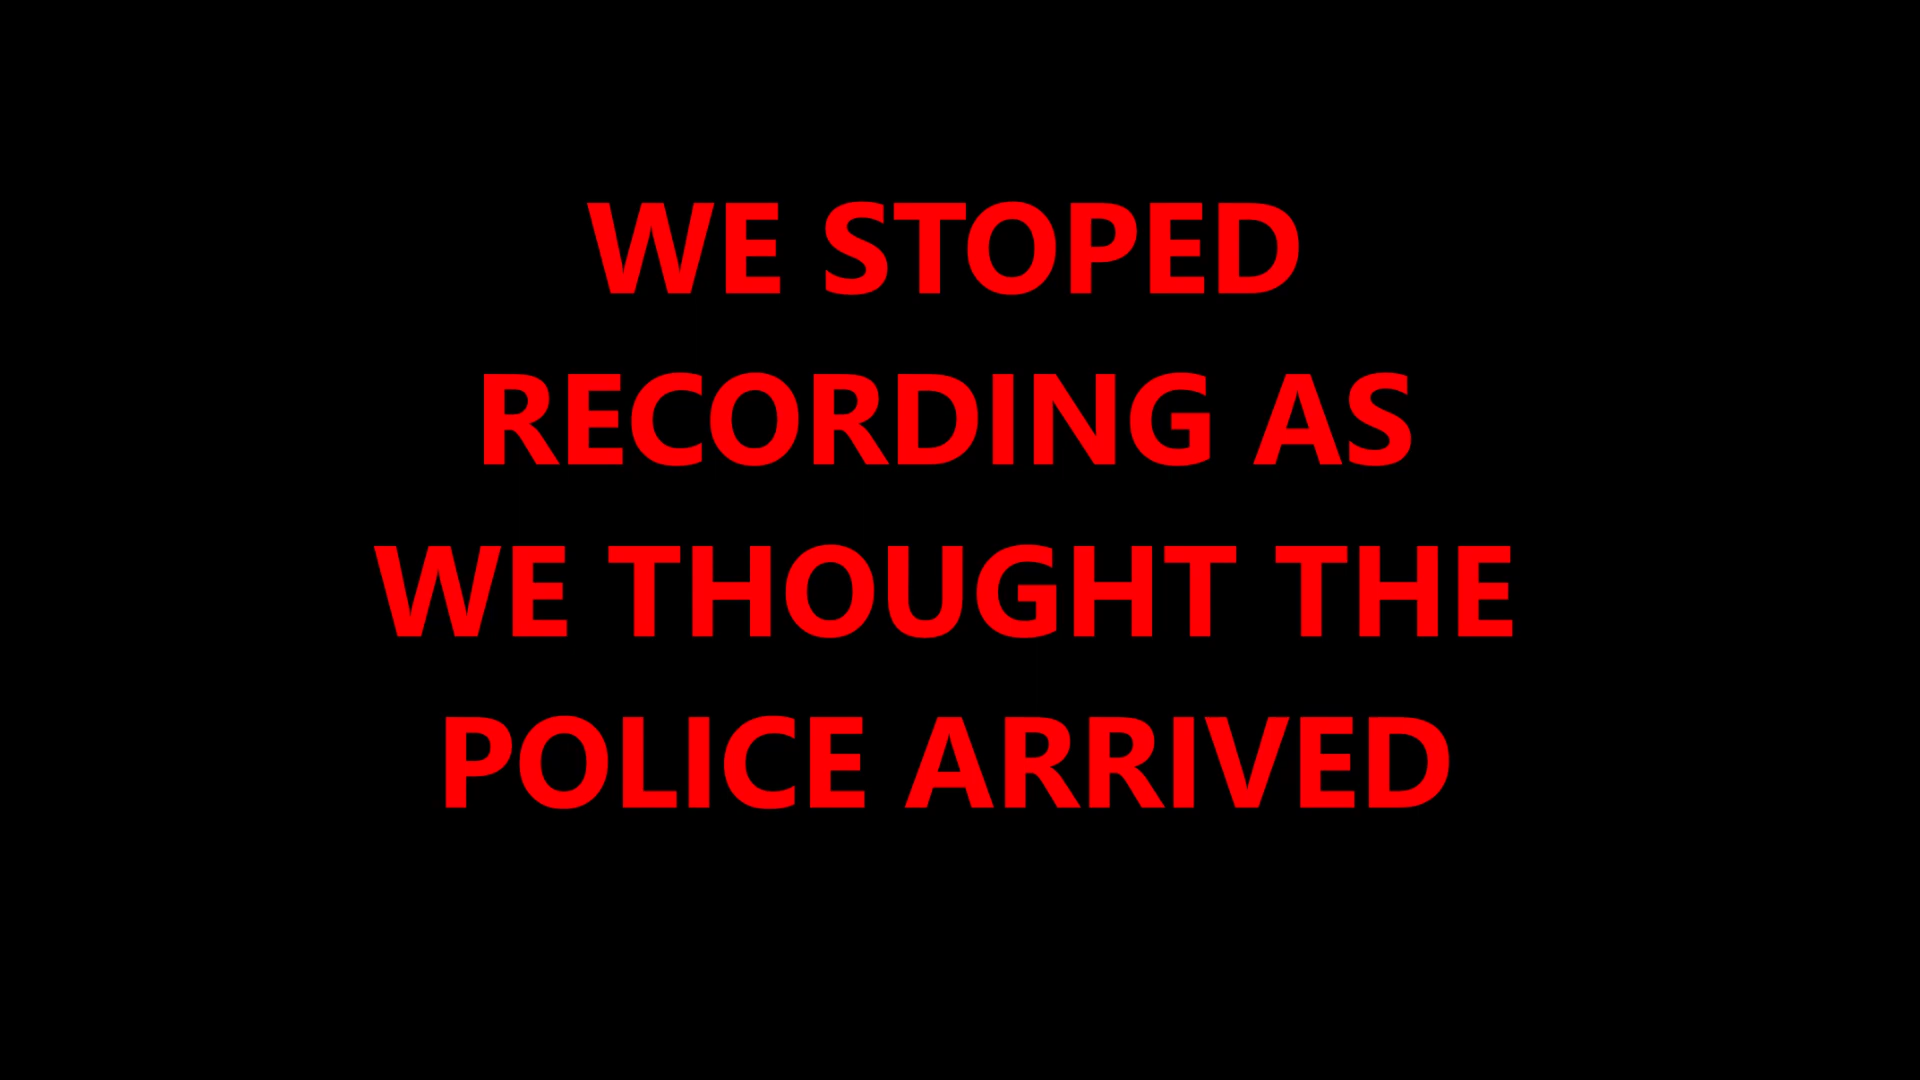 WE STOPED
RECORDING AS
WE THOUGHT THE
POLICE ARRIVED